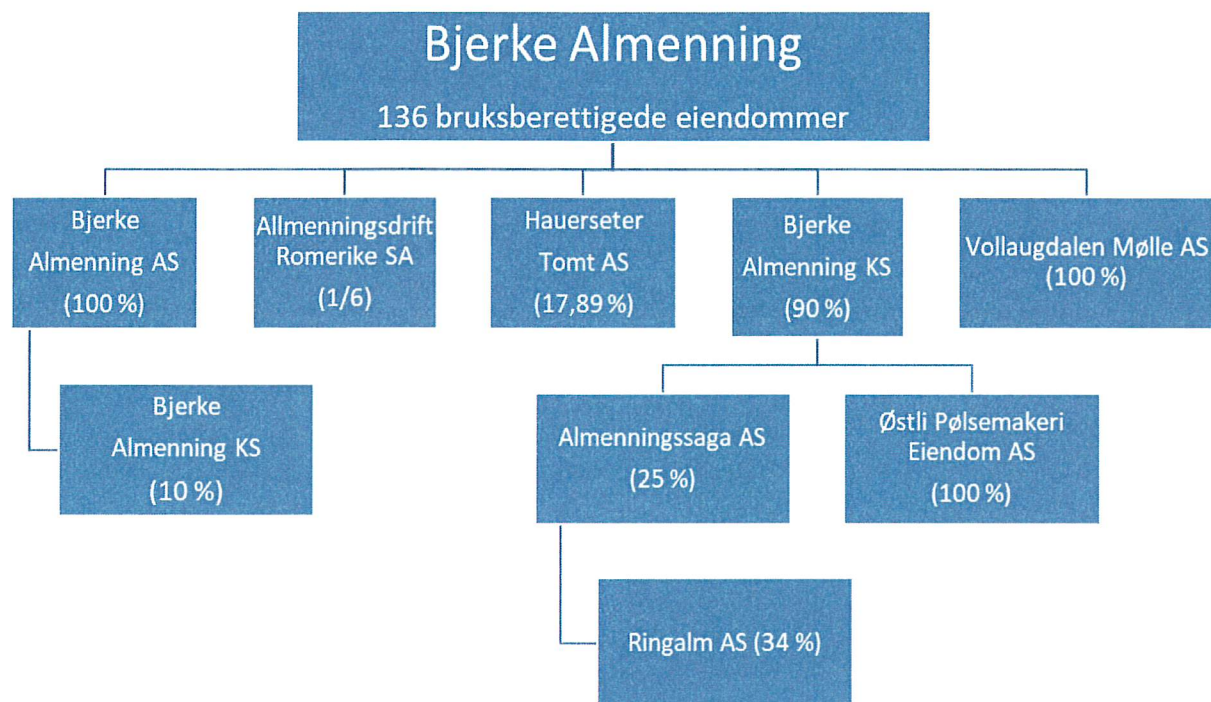 Bjerke Almenning
136 bruksberettigede eiendommer
Bjerke
Almenning AS
(100 %)
Allmenningsdrift
Romerike SA
(1/6)
Hauerseter
Tomt AS
(17,89 %)
Bjerke
Almenning KS
(90 %)
Vollaugdalen Mølle AS
(100 %)
Bjerke
Almenning KS
(10 %)
Almenningssaga AS
(25 %)
Østli Pølsemakeri
Eiendom AS
(100 %)
Ringalm AS (34 %)